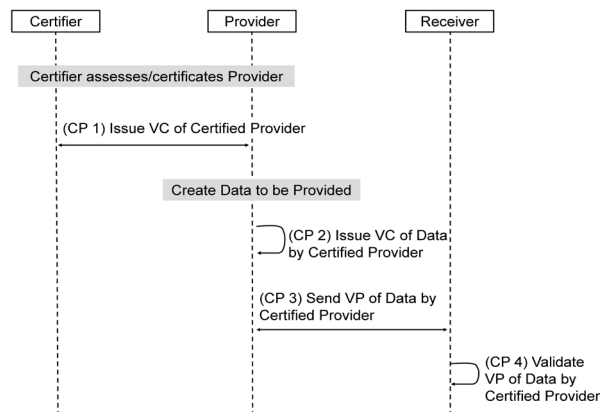 Certifier
Provider
Receiver
Certifier assesses/certificates Provider
(CP 1) Issue VC of Certified Provider
Create Data to be Provided
(CP 2) Issue VC of Data
by Certified Provider
(CP 3) Send VP of Data by
Certified Provider
(CP 4) Validate
VP of Data by
Certified Provider